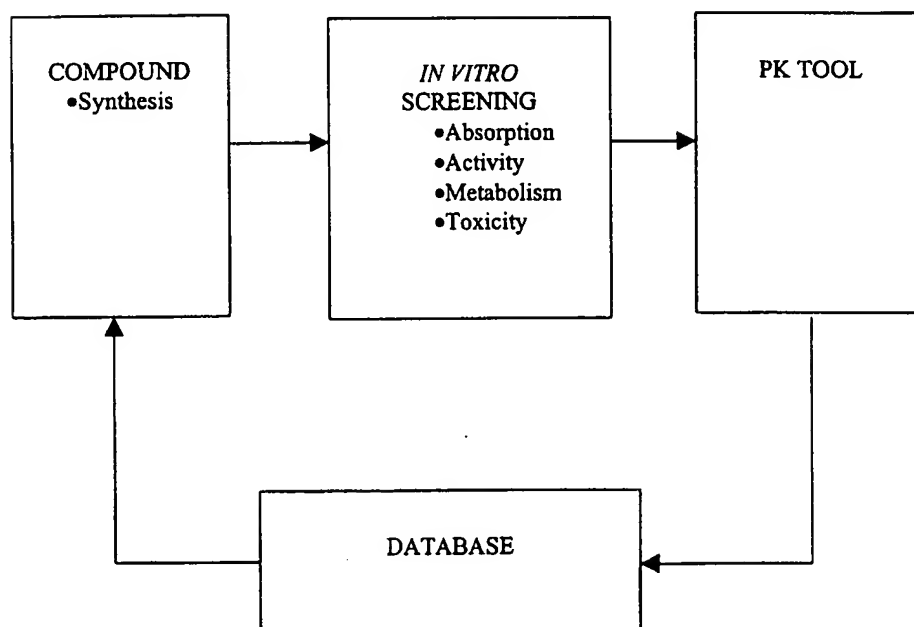 COMPOUND
•Synthesis
IN VITRO
SCREENING
•Absorption
•Activity
•Metabolism
•Toxicity
PK TOOL
DATABASE